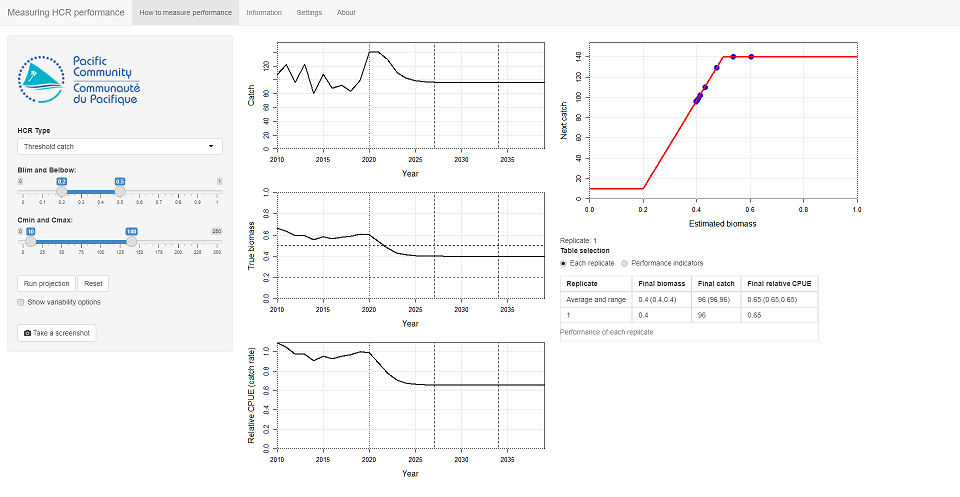 Measuring HCR performance How to measure performance Information Settings About
Pacific
Community
Communauté
du Pacifique
HCR Type
Threshold catch
Blim and Belbow:
0 0.2 0.5 1
0 0.1 0.2 0.3 0.4 0.5 0.6 0.7 0.8 0.9 1
Cmin and Cmax:
0 10 140 250
0 25 50 75 100 125 150 175 200 225 250
Run projection Reset
Show variability options
Take a screenshot
Catch
0 20 40 60 80 120
2010 2015 2020 2025 2030 2035
Year
True biomass
0.0 0.2 0.4 0.6 0.8 1.0
2010 2015 2020 2025 2030 2035
Year
Relative CPUE (catch rate)
0.0 0.2 0.4 0.6 0.8 1.0
2010 2015 2020 2025 2030 2035
Year
Next catch
0 20 40 60 80 100 120 140
0.0 0.2 0.4 0.6 0.8 1.0
Estimated biomass
Replicate: 1
Table selection
Each replicate Performance indicators
Replicate Final biomass Final catch Final relative CPUE
Average and range 0.4 (0.4,0.4) 96 (96,96) 0.65 (0.65,0.65)
1 0.4 96 0.65
Performance of each replicate